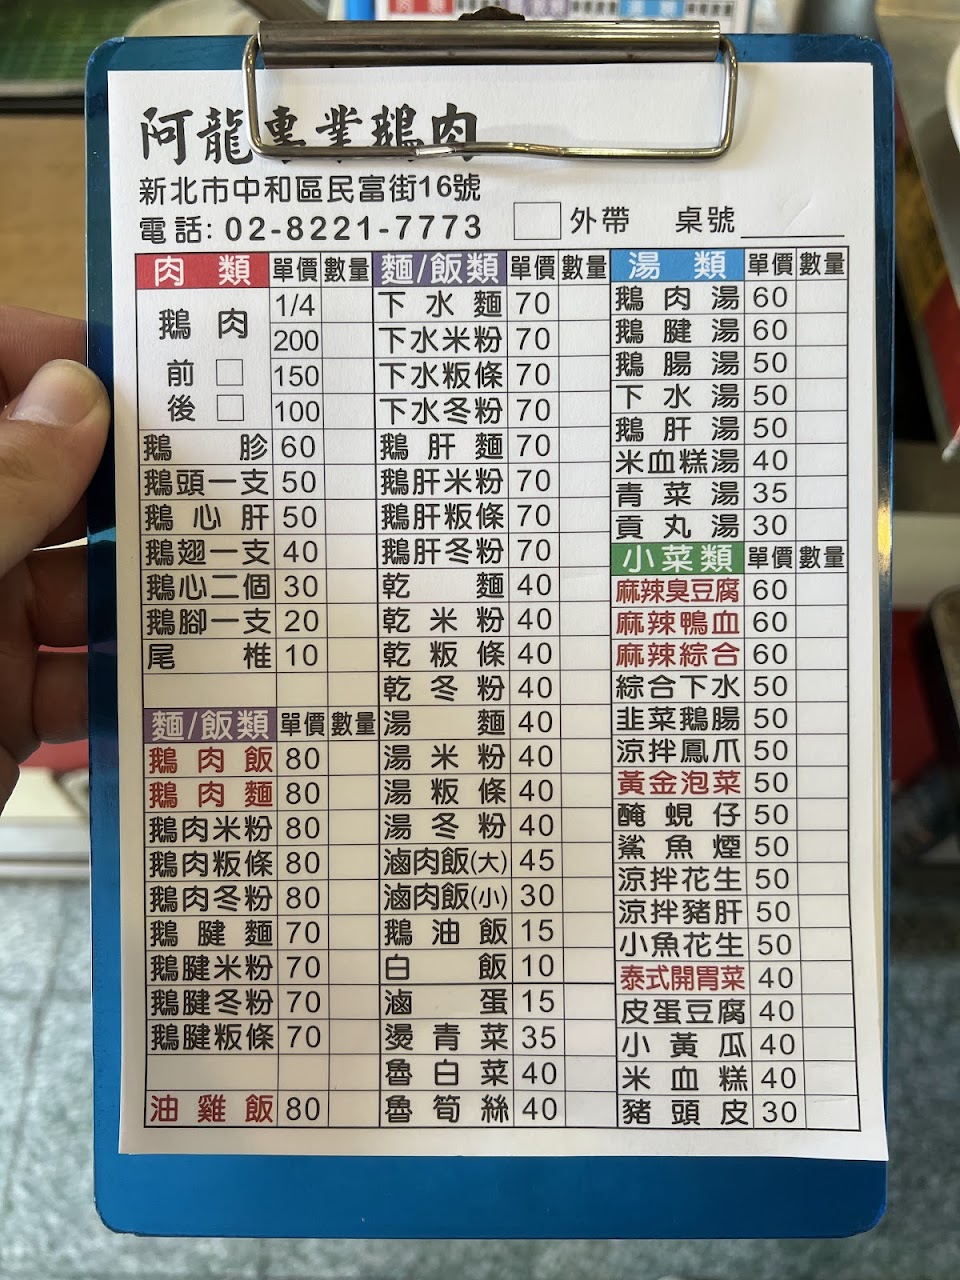 阿龍專業鵝肉
新北市中和區民富街16號
電話: 02-8221-7773 外帶 桌號
肉類 單價 數量
鵝肉 1/4
200
前 150
後 100
鵝胗 60
鵝頭一支 50
鵝心肝 50
鵝翅一支 40
鵝心二個 30
鵝腳一支 20
尾椎 10
麵/飯類 單價 數量
鵝肉飯 80
鵝肉麵 80
鵝肉米粉 80
鵝肉粄條 80
鵝肉冬粉 80
鵝腱麵 70
鵝腱米粉 70
鵝腱冬粉 70
鵝腱粄條 70
油雞飯 80
麵/飯類 單價 數量
下水麵 70
下水米粉 70
下水粄條 70
下水冬粉 70
鵝肝麵 70
鵝肝米粉 70
鵝肝粄條 70
鵝肝冬粉 70
乾麵 40
乾米粉 40
乾粄條 40
乾冬粉 40
湯麵 40
湯米粉 40
湯粄條 40
湯冬粉 40
滷肉飯(大) 45
滷肉飯(小) 30
鵝油飯 15
白飯 10
滷蛋 15
燙青菜 35
魯白菜 40
魯筍絲 40
湯類 單價 數量
鵝肉湯 60
鵝腱湯 60
鵝腸湯 50
下水湯 50
鵝肝湯 50
米血糕湯 40
青菜湯 35
貢丸湯 30
小菜類 單價 數量
麻辣臭豆腐 60
麻辣鴨血 60
麻辣綜合 60
綜合下水 50
韭菜鵝腸 50
涼拌鳳爪 50
黃金泡菜 50
醃蜆仔 50
鯊魚煙 50
涼拌花生 50
涼拌豬肝 50
小魚花生 50
泰式開胃菜 40
皮蛋豆腐 40
小黃瓜 40
米血糕 40
豬頭皮 30